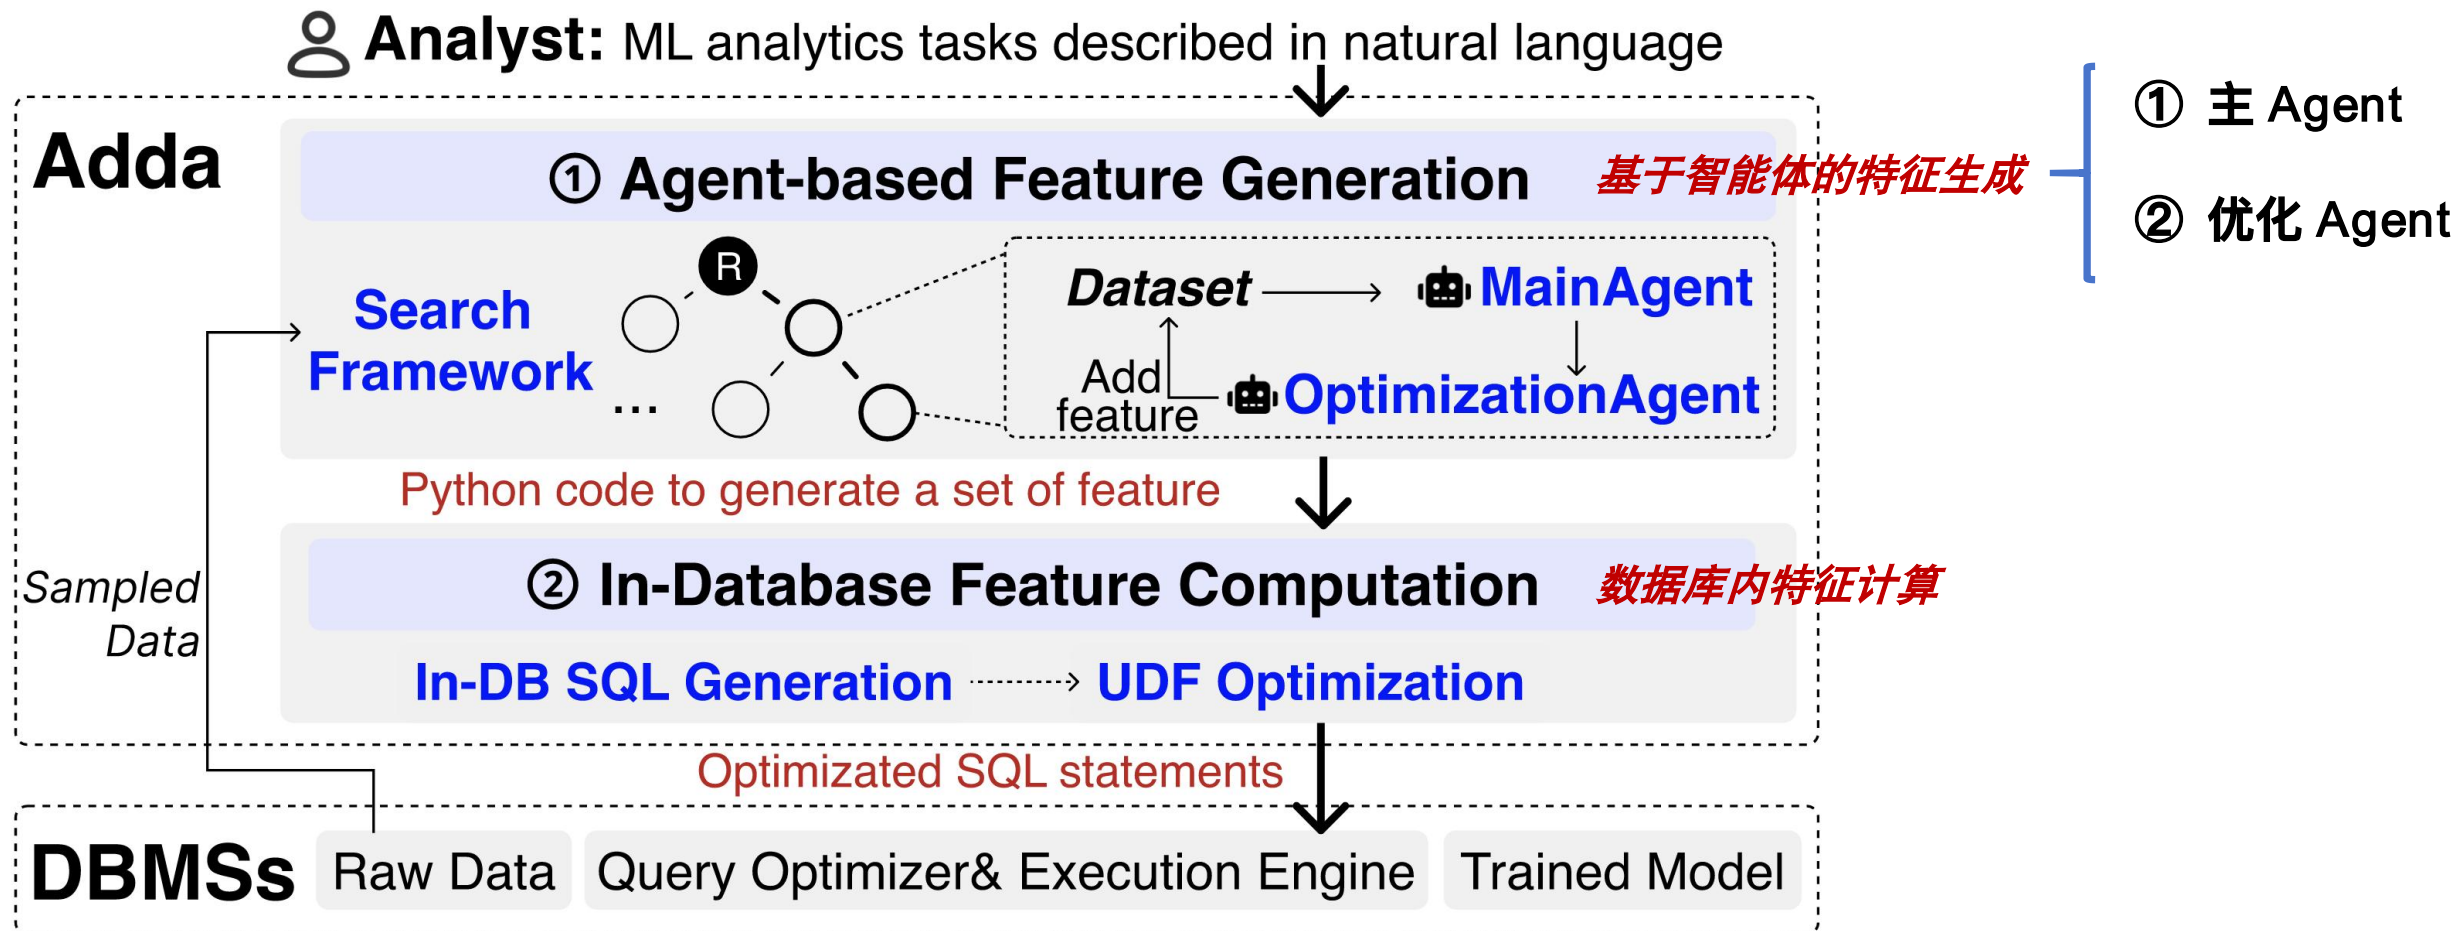 Analyst: ML analytics tasks described in natural language
Adda
① Agent-based Feature Generation
基于智能体的特征生成
① 主 Agent
② 优化 Agent
Search
Framework
R
...
Dataset
MainAgent
Add
feature
OptimizationAgent
Python code to generate a set of feature
② In-Database Feature Computation
数据库内特征计算
Sampled
Data
In-DB SQL Generation
UDF Optimization
Optimizated SQL statements
DBMSs
Raw Data
Query Optimizer& Execution Engine
Trained Model